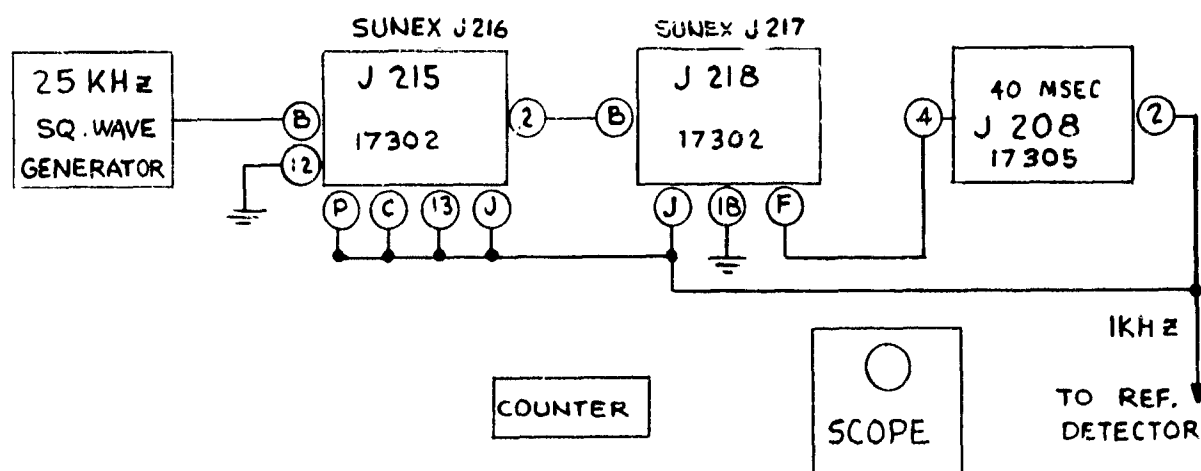 SUNEX J216
SUNEX J217
25 KHz
SQ. WAVE
GENERATOR
B
12
J 215
17302
2
P
C
13
J
B
J 218
17302
J
18
F
4
40 MSEC
J 208
17305
2
1KHz
TO REF.
DETECTOR
COUNTER
SCOPE